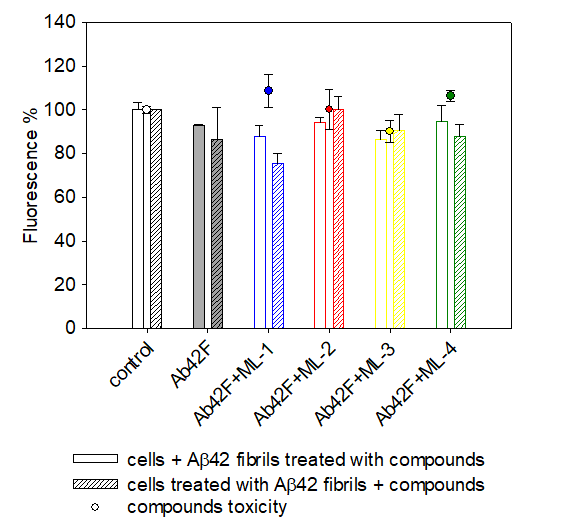 140
120
100
80
60
40
20
0
Fluorescence %
control
Ab42F
Ab42F+ML-1
Ab42F+ML-2
Ab42F+ML-3
Ab42F+ML-4
cells + Aβ42 fibrils treated with compounds
cells treated with Aβ42 fibrils + compounds
compounds toxicity